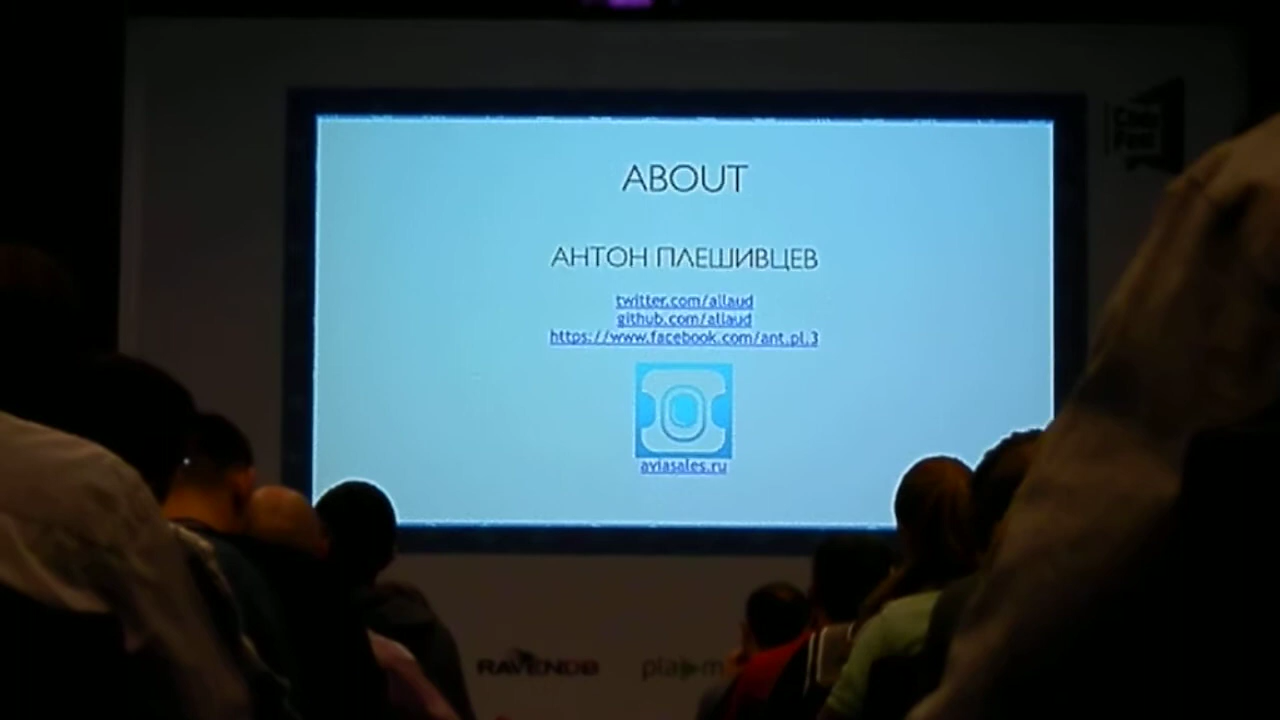 ABOUT
АНТОН ПЛЕШИВЦЕВ
twitter.com/allaud
github.com/allaud
https://www.facebook.com/ant.pl.3
aviasales.ru
RAVENDB